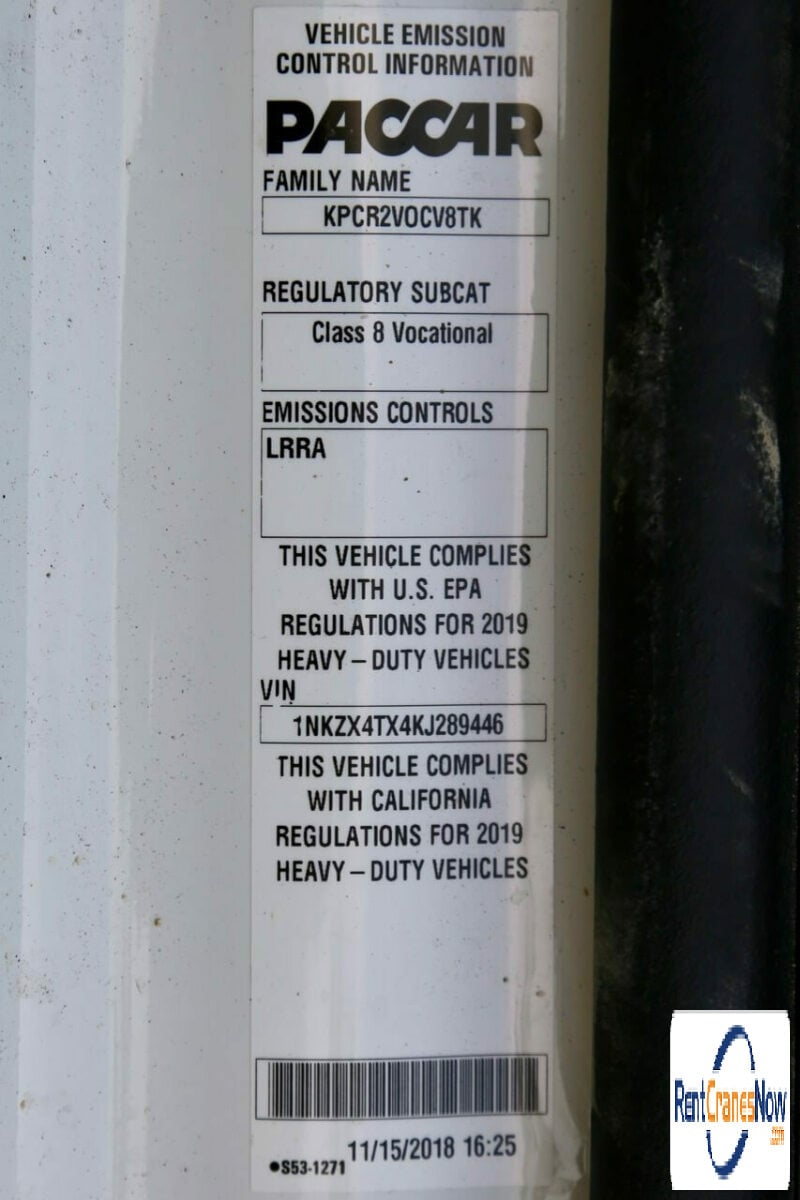 VEHICLE EMISSION
CONTROL INFORMATION
PACCAR
FAMILY NAME
KPCR2VOCV8TK
REGULATORY SUBCAT
Class 8 Vocational
EMISSIONS CONTROLS
LRRA
THIS VEHICLE COMPLIES
WITH U.S. EPA
REGULATIONS FOR 2019
HEAVY – DUTY VEHICLES
VIN
1NKZX4TX4KJ289446
THIS VEHICLE COMPLIES
WITH CALIFORNIA
REGULATIONS FOR 2019
HEAVY – DUTY VEHICLES
●S53-1271 11/15/2018 16:25
RentCranesNow